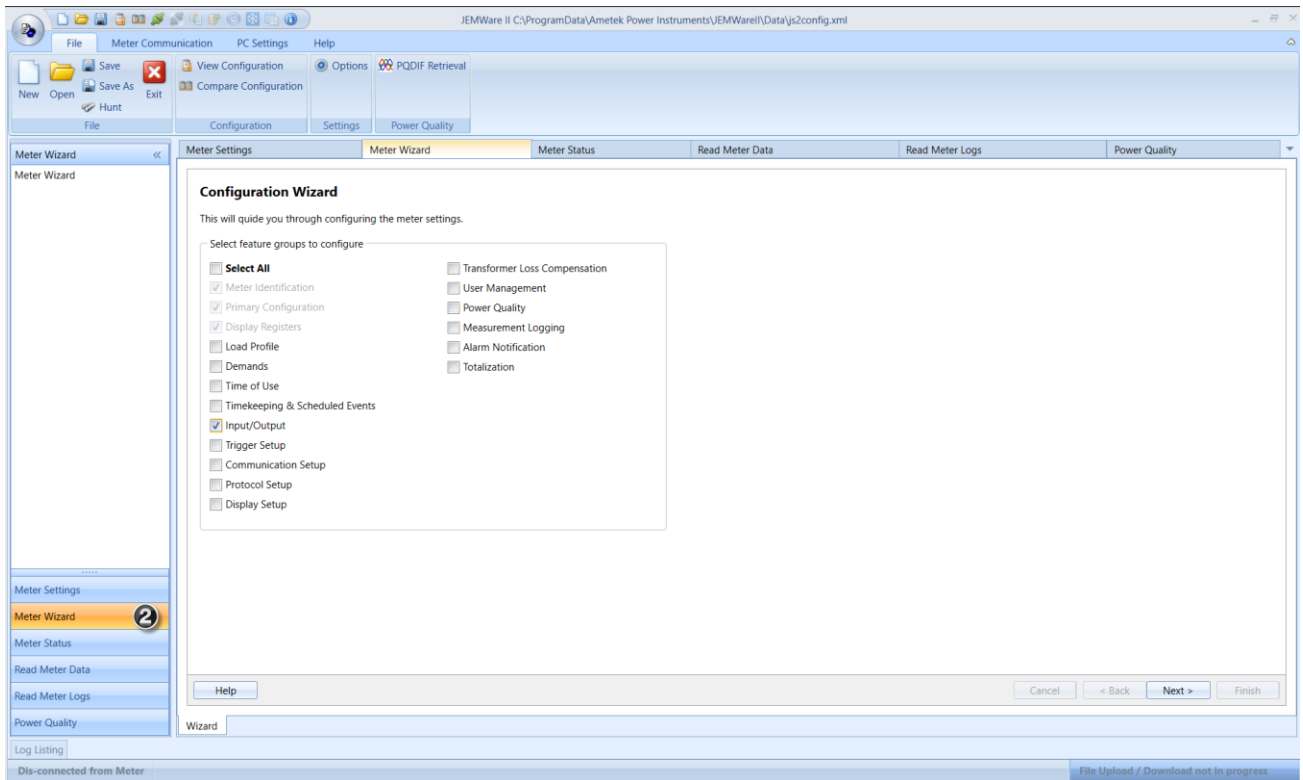 JEMWare II C:\ProgramData\Ametek Power Instruments\JEMWareII\Data\js2config.xml
File Meter Communication PC Settings Help
New Open Save Save As Hunt Exit
View Configuration
Compare Configuration
Options PQDIF Retrieval
File Configuration Settings Power Quality
Meter Wizard «
Meter Wizard
Meter Settings Meter Wizard Meter Status Read Meter Data Read Meter Logs Power Quality
Configuration Wizard
This will quide you through configuring the meter settings.
Select feature groups to configure
Select All
Meter Identification
Primary Configuration
Display Registers
Load Profile
Demands
Time of Use
Timekeeping & Scheduled Events
Input/Output
Trigger Setup
Communication Setup
Protocol Setup
Display Setup
Transformer Loss Compensation
User Management
Power Quality
Measurement Logging
Alarm Notification
Totalization
Meter Settings
Meter Wizard 2
Meter Status
Read Meter Data
Read Meter Logs
Power Quality
Help Cancel < Back Next > Finish
Wizard
Log Listing
Dis-connected from Meter File Upload / Download not in progress